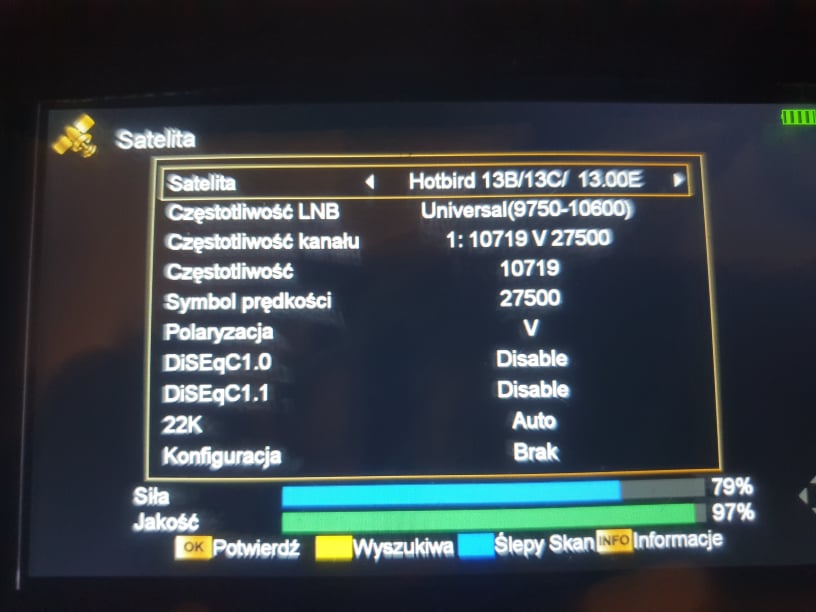 Satelita
Satelita Hotbird 13B/13C/ 13.00E
Częstotliwość LNB Universal(9750-10600)
Częstotliwość kanału 1: 10719 V 27500
Częstotliwość 10719
Symbol prędkości 27500
Polaryzacja V
DiSEqC1.0 Disable
DiSEqC1.1 Disable
22K Auto
Konfiguracja Brak
Siła 79%
Jakość 97%
OK Potwierdź Wyszukiwa Ślepy Skan INFO Informacje